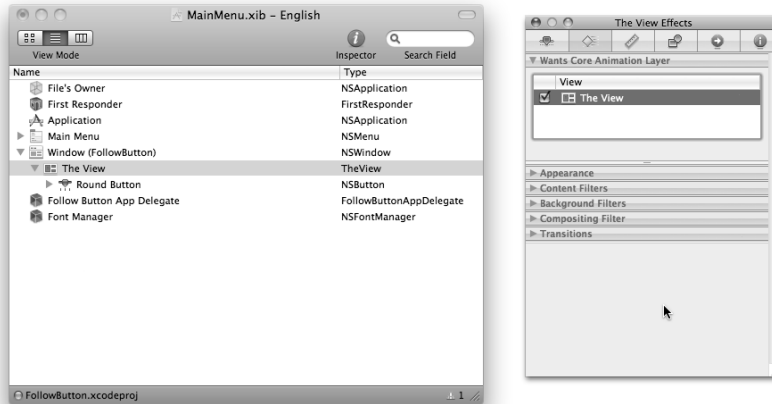 MainMenu.xib – English
View Mode
Inspector
Search Field
Name Type
File's Owner NSApplication
First Responder FirstResponder
Application NSApplication
Main Menu NSMenu
Window (FollowButton) NSWindow
The View TheView
Round Button NSButton
Follow Button App Delegate FollowButtonAppDelegate
Font Manager NSFontManager
FollowButton.xcodeproj
1
The View Effects
Wants Core Animation Layer
View
The View
Appearance
Content Filters
Background Filters
Compositing Filter
Transitions